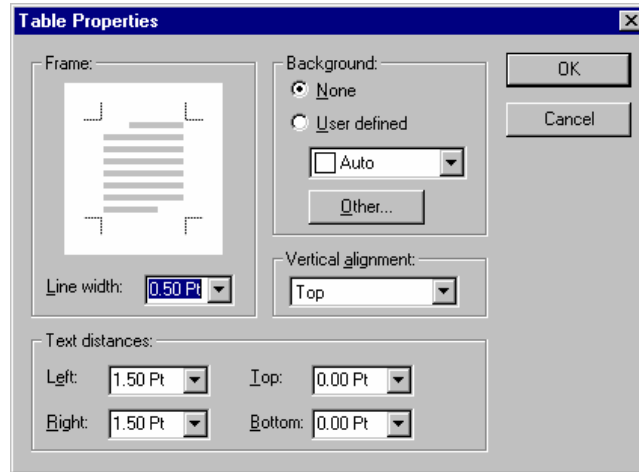 Table Properties
Frame:
Line width: 0.50 Pt
Background:
None
User defined
Auto
Other...
Vertical alignment:
Top
OK
Cancel
Text distances:
Left: 1.50 Pt Top: 0.00 Pt
Right: 1.50 Pt Bottom: 0.00 Pt